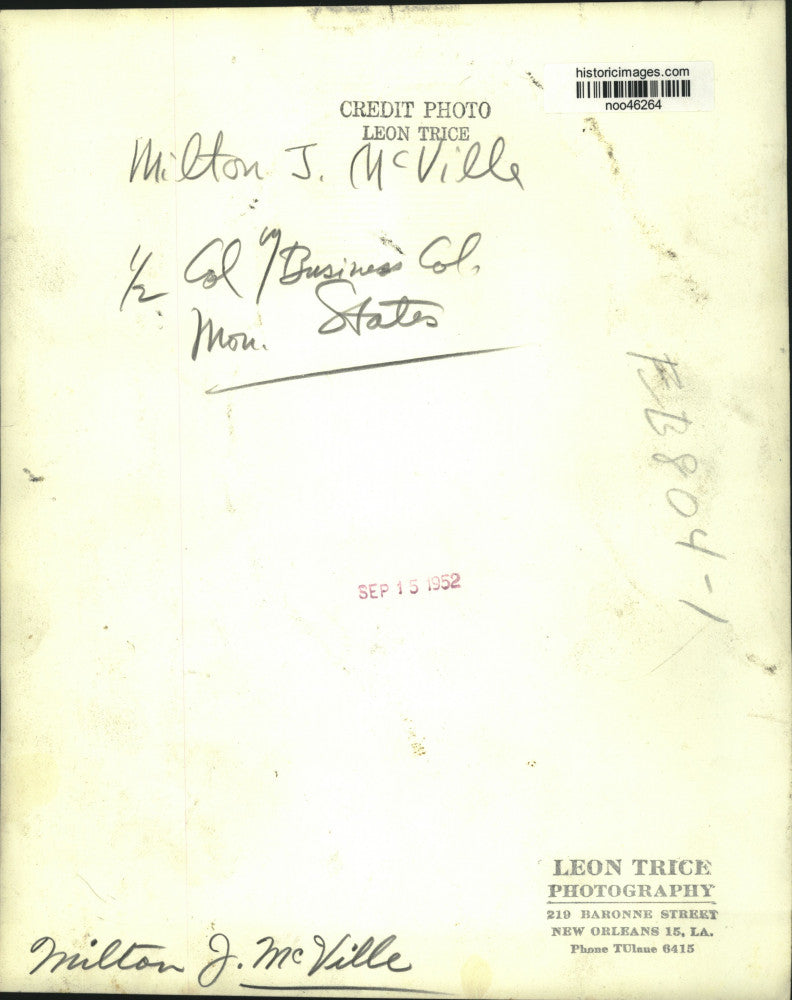 historicimages.com
noo46264
CREDIT PHOTO
LEON TRICE
Milton J. McVille
1/2 Col w/ Business Col.
Mon. States
FB804-1
SEP 15 1952
LEON TRICE
PHOTOGRAPHY
219 BARONNE STREET
NEW ORLEANS 15, LA.
Phone TUlane 6415
Milton J. McVille